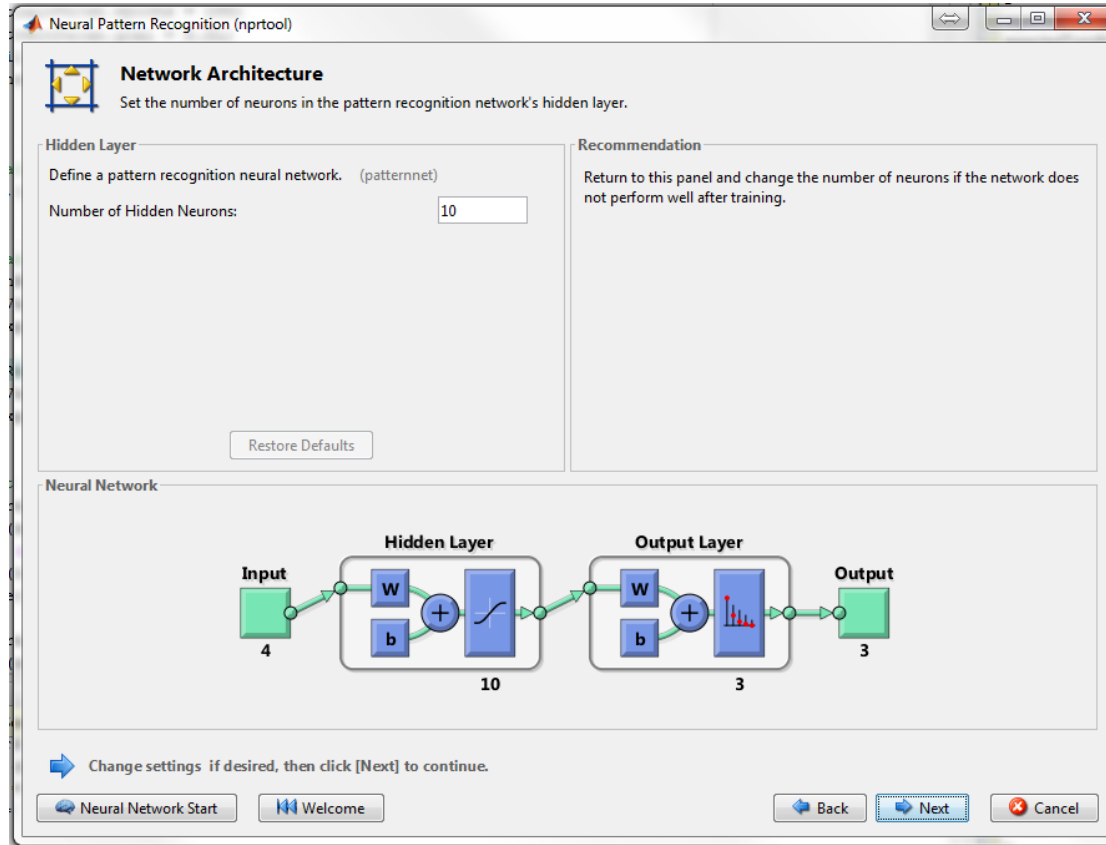 Neural Pattern Recognition (nprtool)
Network Architecture
Set the number of neurons in the pattern recognition network's hidden layer.
Hidden Layer
Define a pattern recognition neural network. (patternnet)
Number of Hidden Neurons: 10
Restore Defaults
Recommendation
Return to this panel and change the number of neurons if the network does
not perform well after training.
Neural Network
Hidden Layer
Output Layer
Input
Output
W
b
W
b
4
10
3
3
Change settings if desired, then click [Next] to continue.
Neural Network Start
Welcome
Back
Next
Cancel